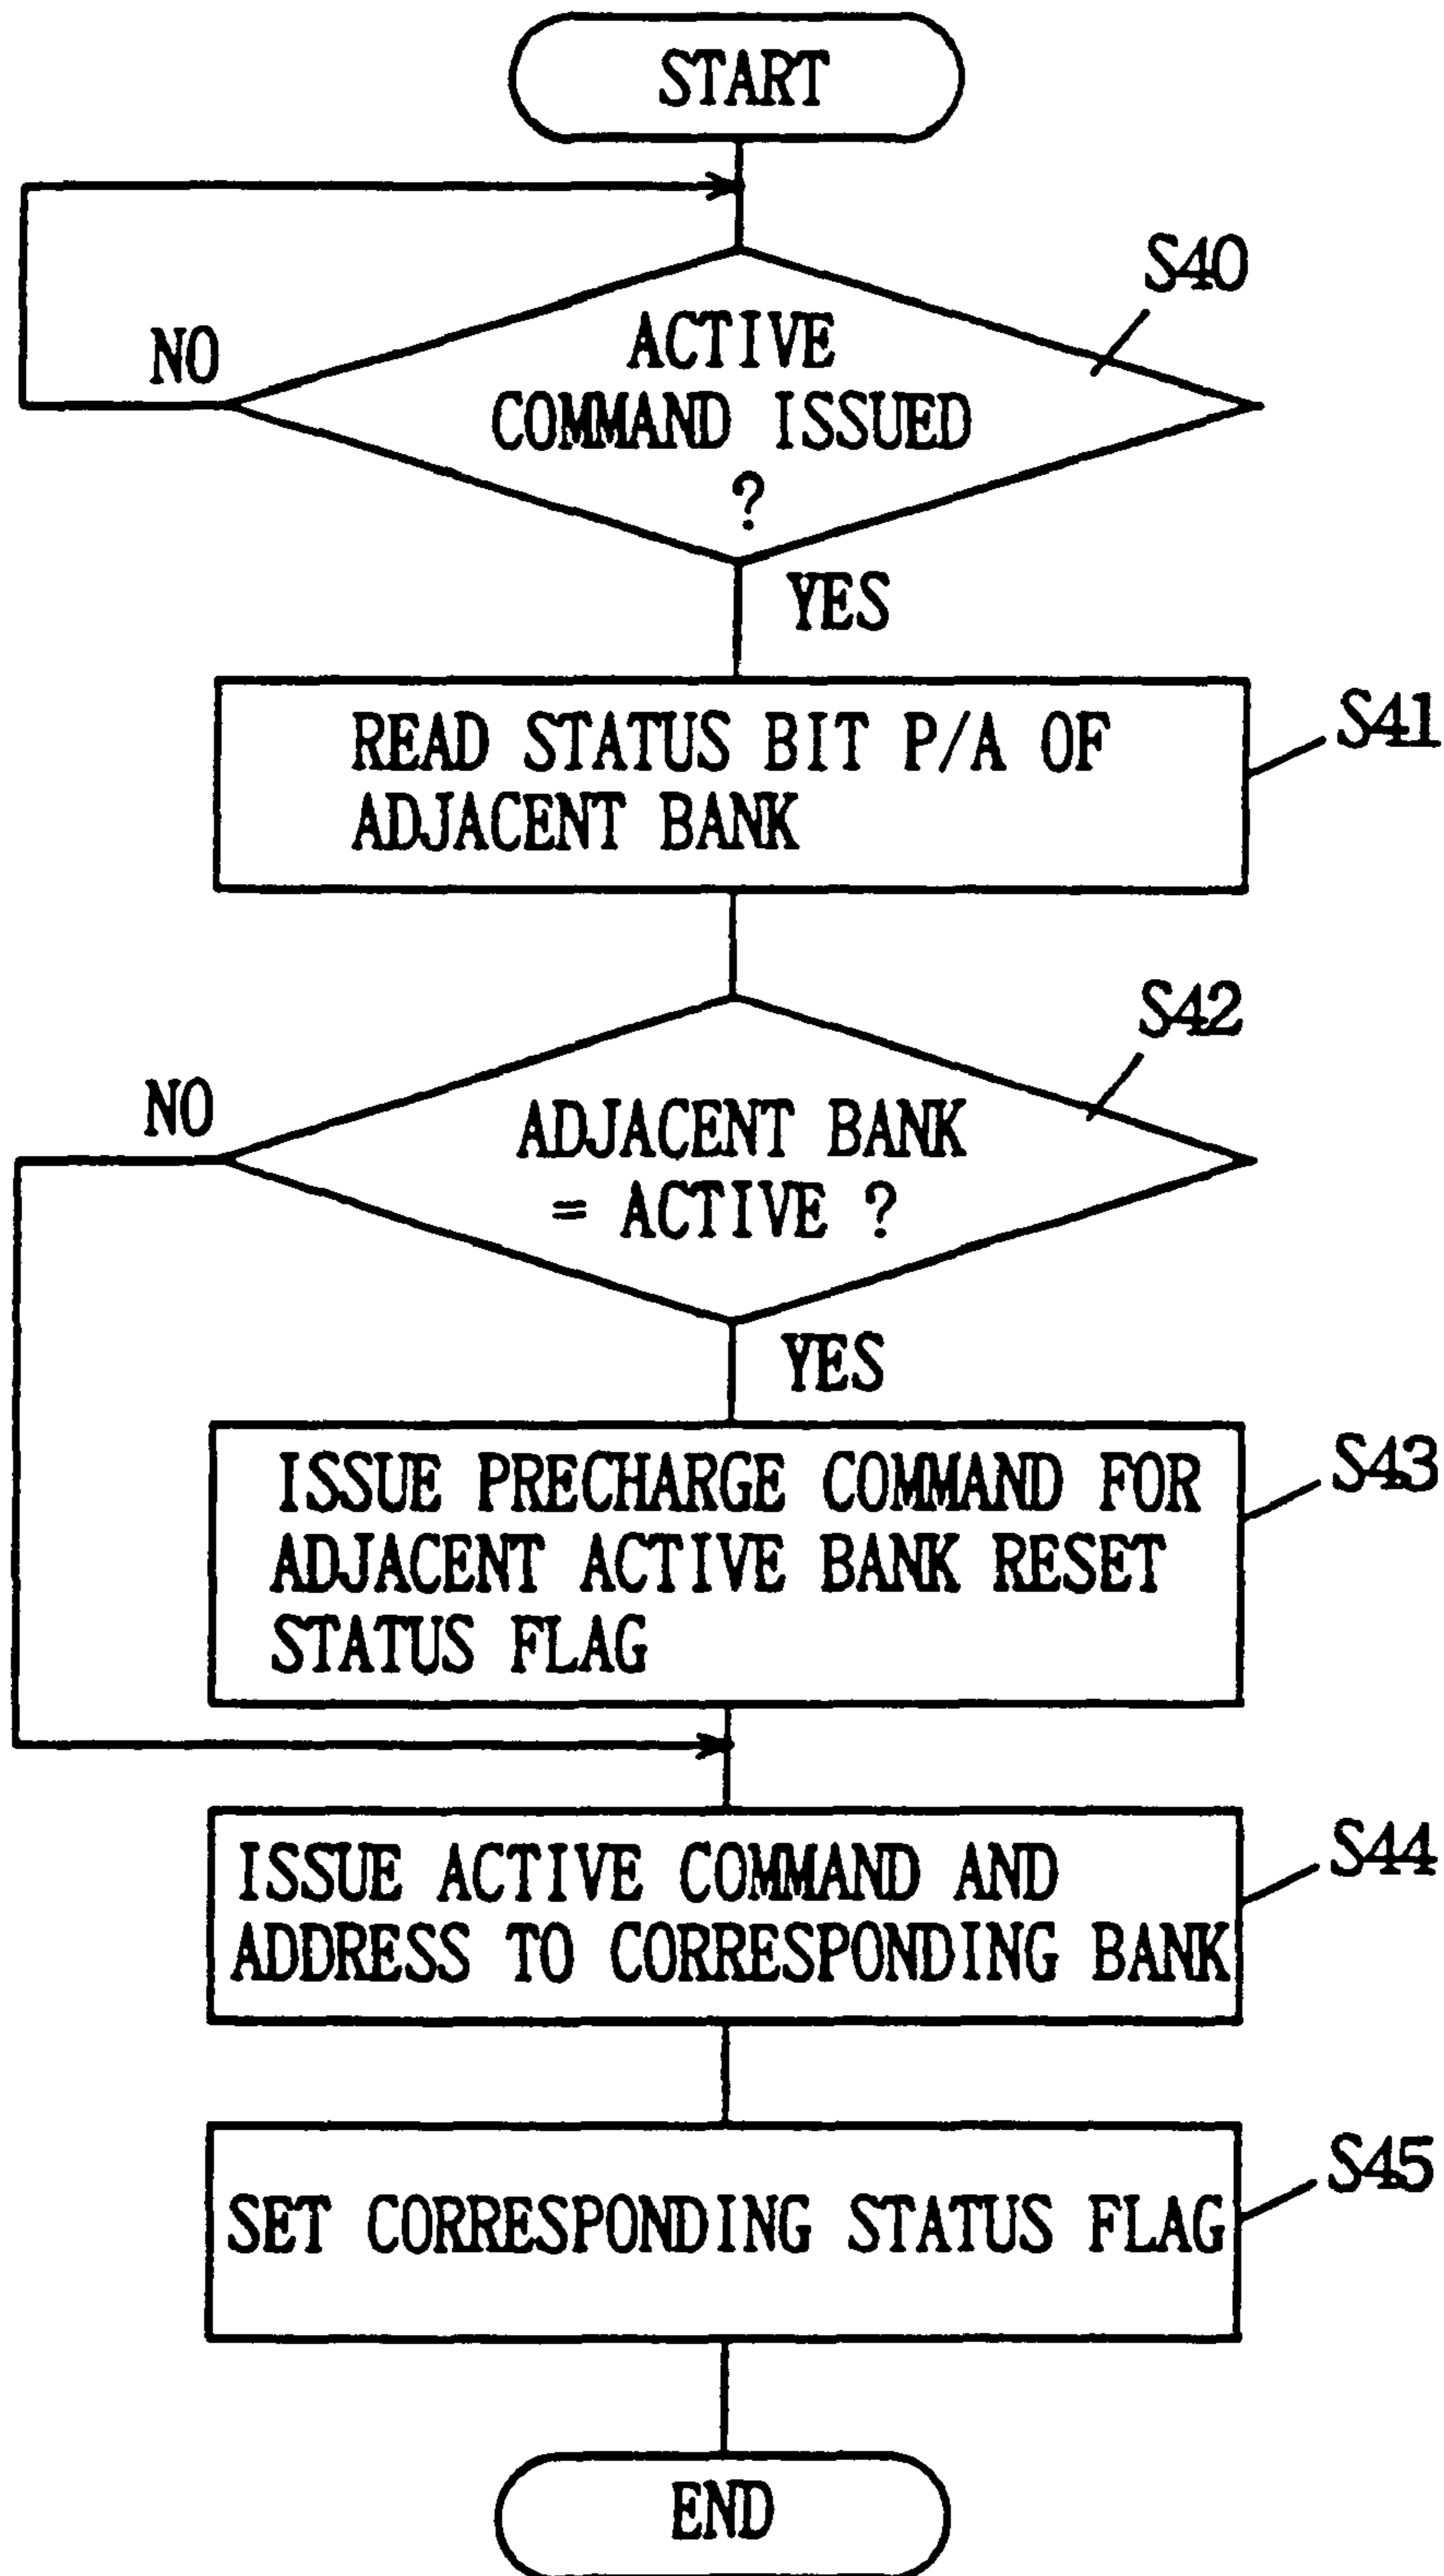 START
S40
NO
ACTIVE
COMMAND ISSUED
?
YES
READ STATUS BIT P/A OF
ADJACENT BANK
S41
S42
NO
ADJACENT BANK
= ACTIVE ?
YES
ISSUE PRECHARGE COMMAND FOR
ADJACENT ACTIVE BANK RESET
STATUS FLAG
S43
ISSUE ACTIVE COMMAND AND
ADDRESS TO CORRESPONDING BANK
S44
SET CORRESPONDING STATUS FLAG
S45
END